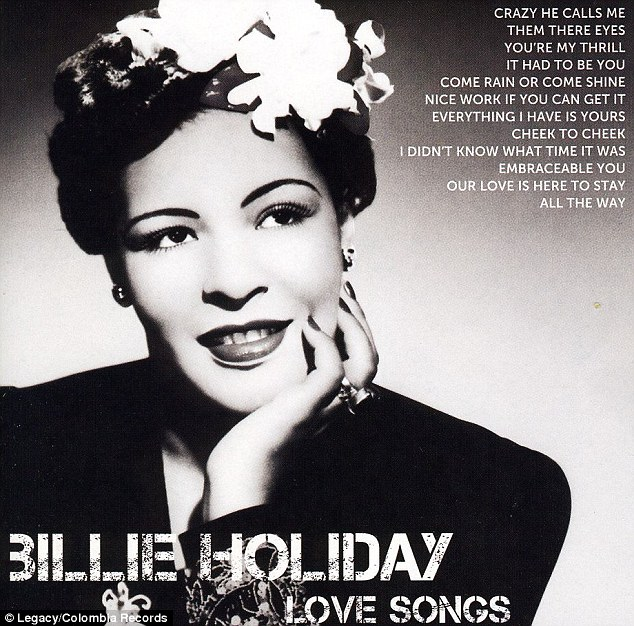 CRAZY HE CALLS ME
THEM THERE EYES
YOU'RE MY THRILL
IT HAD TO BE YOU
COME RAIN OR COME SHINE
NICE WORK IF YOU CAN GET IT
EVERYTHING I HAVE IS YOURS
CHEEK TO CHEEK
I DIDN'T KNOW WHAT TIME IT WAS
EMBRACEABLE YOU
OUR LOVE IS HERE TO STAY
ALL THE WAY
BILLIE HOLIDAY
LOVE SONGS
© Legacy/Colombia Records